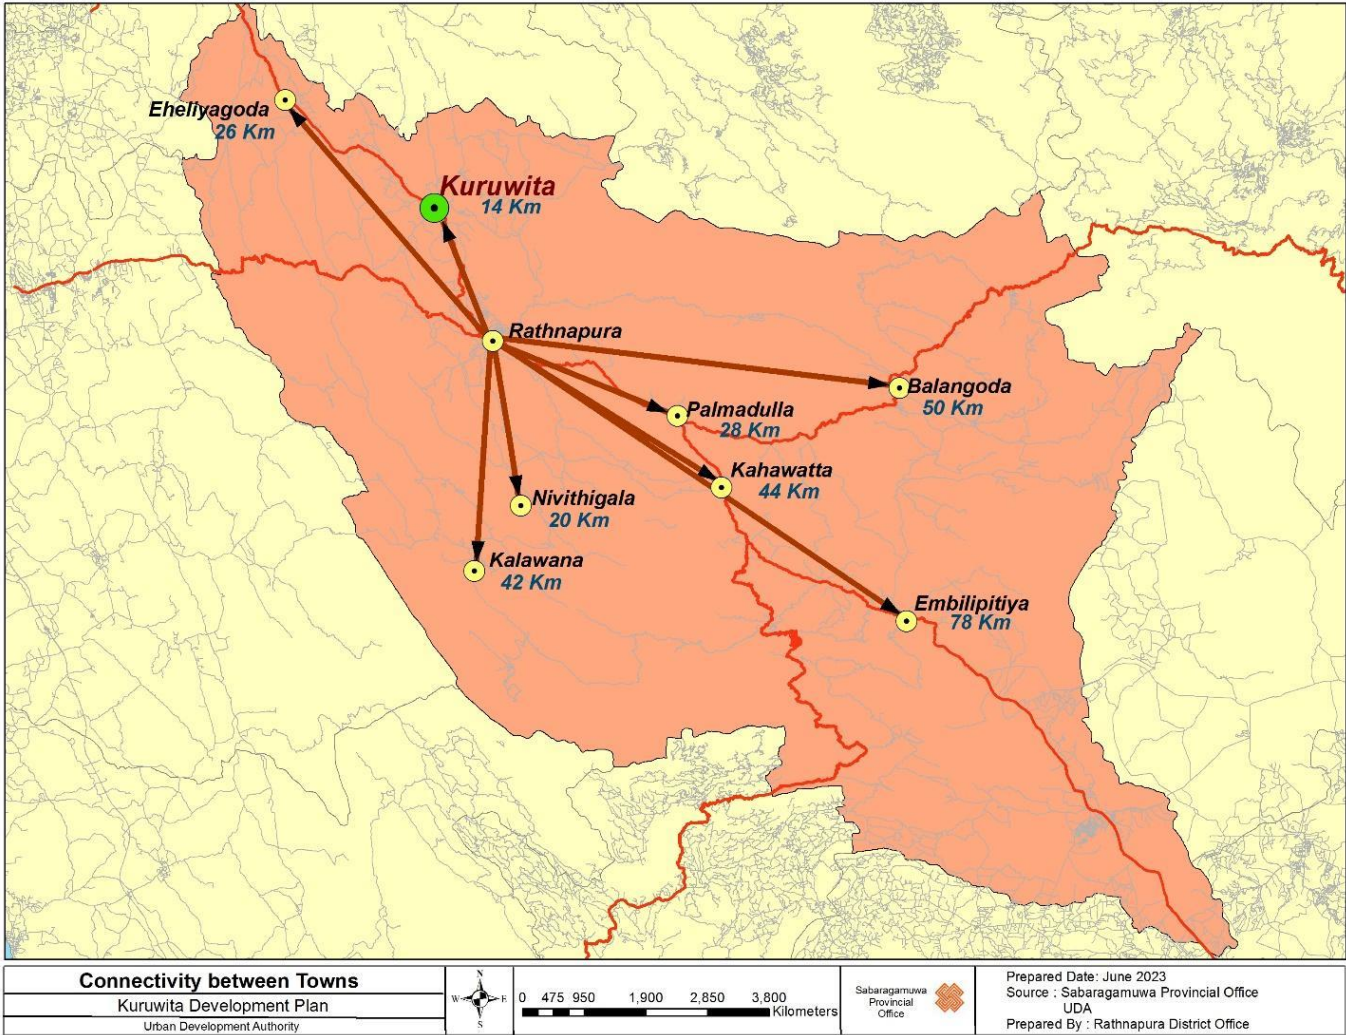 Eheliyagoda
26 Km
Kuruwita
14 Km
Rathnapura
Balangoda
50 Km
Palmadulla
28 Km
Kahawatta
44 Km
Nivithigala
20 Km
Kalawana
42 Km
Embilipitiya
78 Km
Connectivity between Towns
Kuruwita Development Plan
Urban Development Authority
N
W E
S
0 475 950 1,900 2,850 3,800
Kilometers
Sabaragamuwa
Provincial
Office
Prepared Date: June 2023
Source : Sabaragamuwa Provincial Office
UDA
Prepared By : Rathnapura District Office